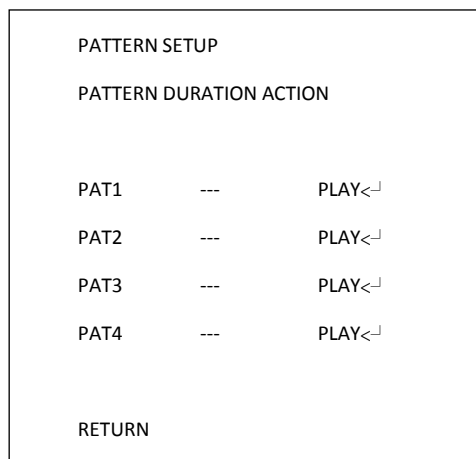 PATTERN SETUP
PATTERN DURATION ACTION
PAT1 --- PLAY<┘
PAT2 --- PLAY<┘
PAT3 --- PLAY<┘
PAT4 --- PLAY<┘
RETURN